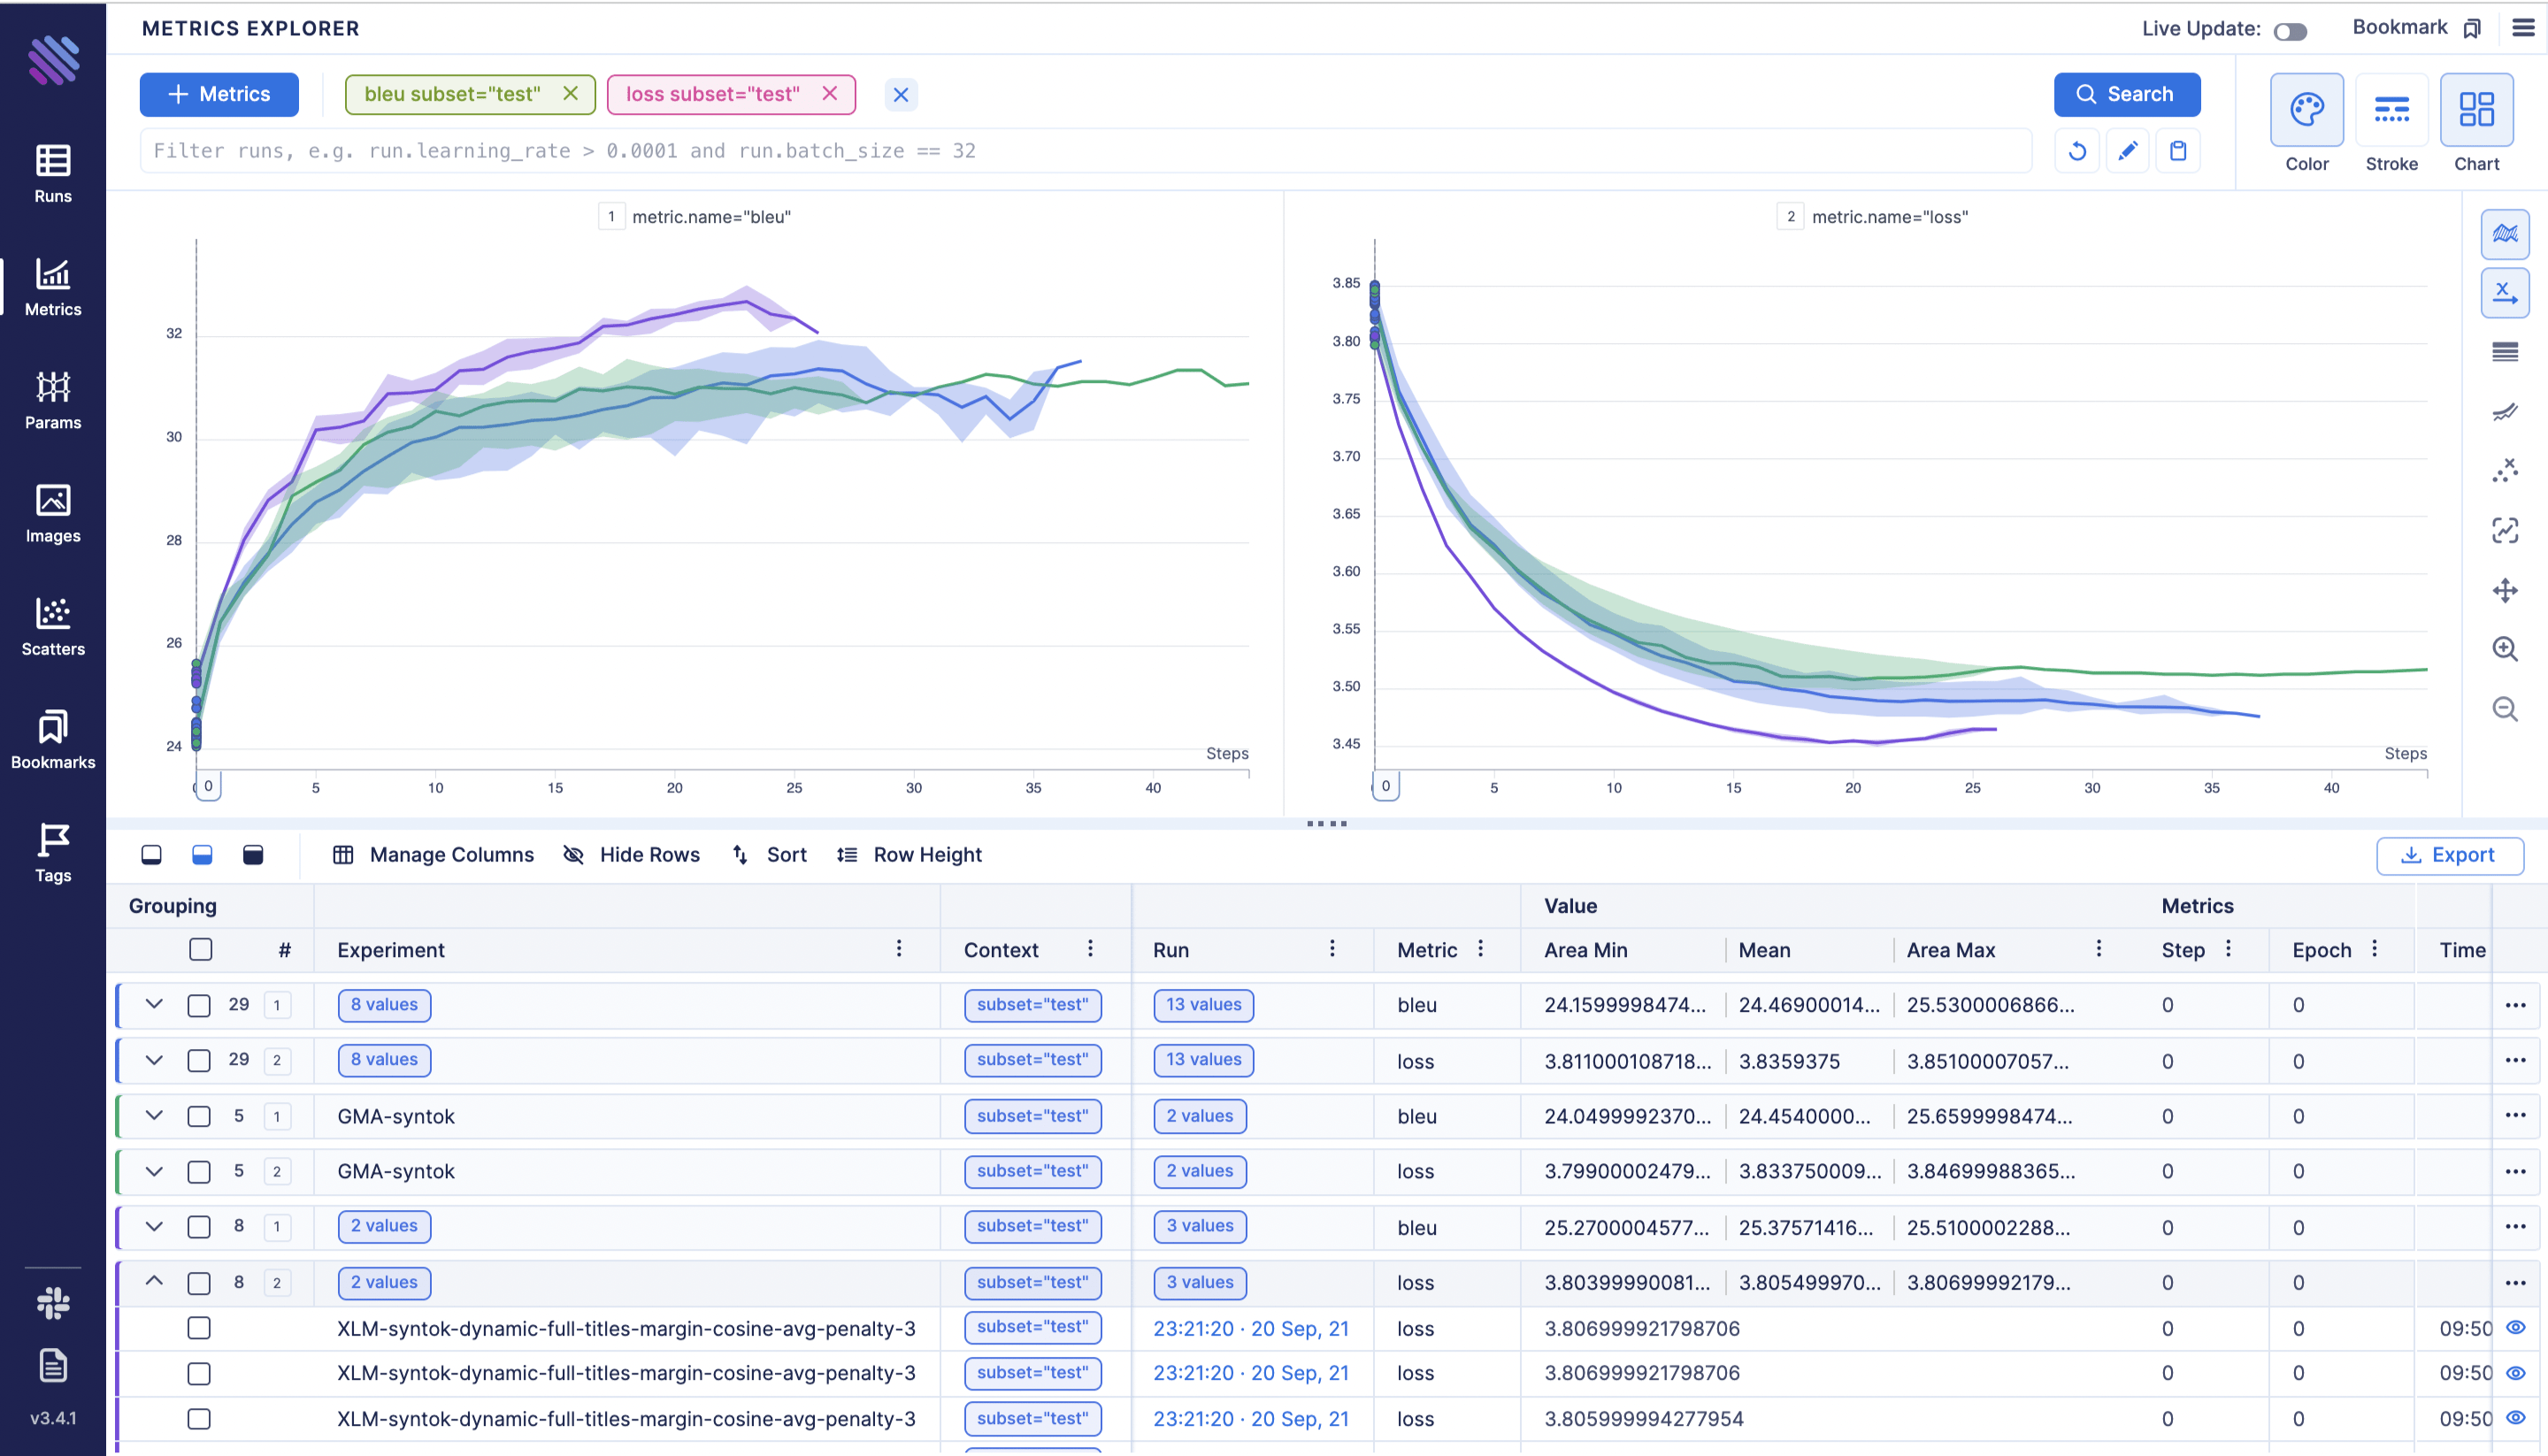 METRICS EXPLORER
Live Update:
Bookmark
Metrics
bleu subset="test"
loss subset="test"
Search
Filter runs, e.g. run.learning_rate > 0.0001 and run.batch_size == 32
Color
Stroke
Chart
Runs
Metrics
Params
Images
Scatters
Bookmarks
Tags
v3.4.1
1 metric.name="bleu"
32
30
28
26
24
Steps
0 5 10 15 20 25 30 35 40
2 metric.name="loss"
3.85
3.80
3.75
3.70
3.65
3.60
3.55
3.50
3.45
Steps
0 5 10 15 20 25 30 35 40
Manage Columns
Hide Rows
Sort
Row Height
Export
Grouping Value Metrics
# Experiment Context Run Metric Area Min Mean Area Max Step Epoch Time
29 1 8 values subset="test" 13 values bleu 24.1599998474... 24.46900014... 25.5300006866... 0 0
29 2 8 values subset="test" 13 values loss 3.811000108718... 3.8359375 3.85100007057... 0 0
5 1 GMA-syntok subset="test" 2 values bleu 24.0499992370... 24.4540000... 25.6599998474... 0 0
5 2 GMA-syntok subset="test" 2 values loss 3.79900002479... 3.833750009... 3.84699988365... 0 0
8 1 2 values subset="test" 3 values bleu 25.2700004577... 25.37571416... 25.5100002288... 0 0
8 2 2 values subset="test" 3 values loss 3.80399990081... 3.805499970... 3.80699992179... 0 0
XLM-syntok-dynamic-full-titles-margin-cosine-avg-penalty-3 subset="test" 23:21:20 · 20 Sep, 21 loss 3.806999921798706 0 0 09:50
XLM-syntok-dynamic-full-titles-margin-cosine-avg-penalty-3 subset="test" 23:21:20 · 20 Sep, 21 loss 3.806999921798706 0 0 09:50
XLM-syntok-dynamic-full-titles-margin-cosine-avg-penalty-3 subset="test" 23:21:20 · 20 Sep, 21 loss 3.805999994277954 0 0 09:50